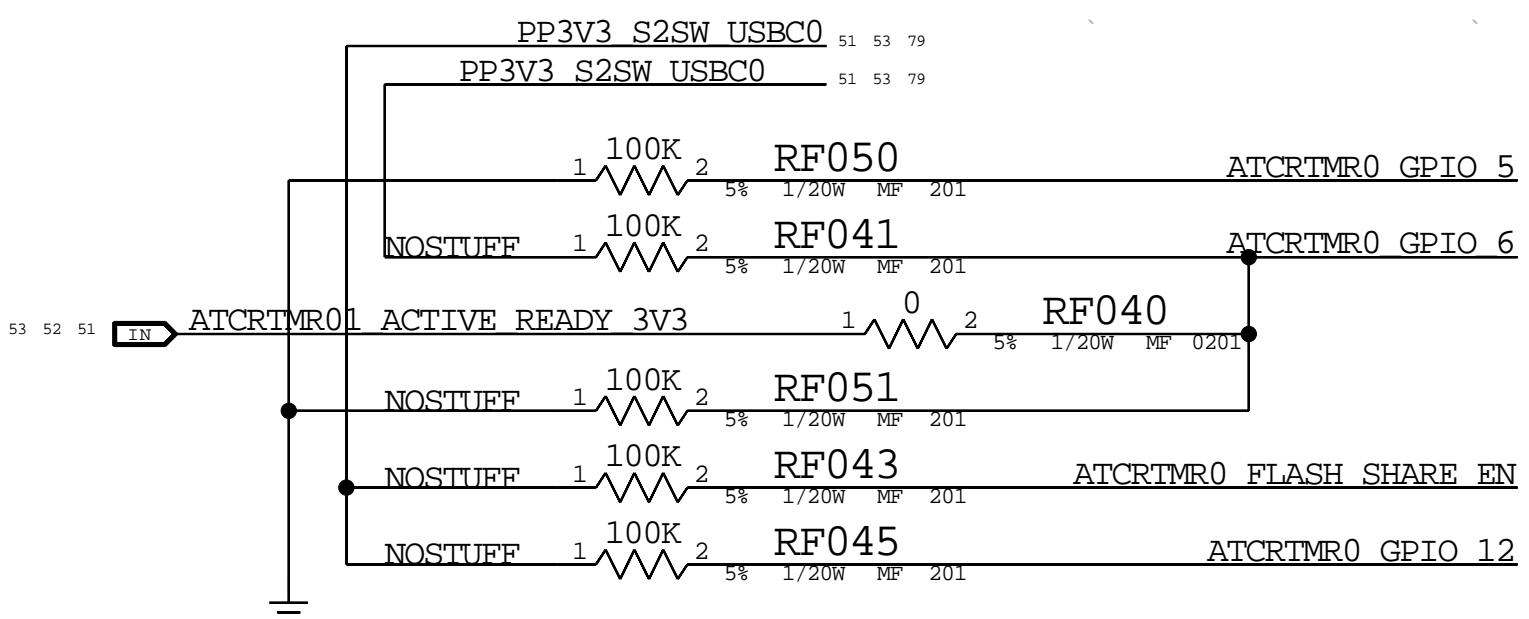 PP3V3_S2SW_USBC0 51 53 79
PP3V3_S2SW_USBC0 51 53 79
1 100K 2 RF050 ATCRTMR0_GPIO_5
5% 1/20W MF 201
NOSTUFF 1 100K 2 RF041 ATCRTMR0_GPIO_6
5% 1/20W MF 201
53 52 51 IN ATCRTMR01_ACTIVE_READY_3V3 1 0 2 RF040
5% 1/20W MF 0201
NOSTUFF 1 100K 2 RF051
5% 1/20W MF 201
NOSTUFF 1 100K 2 RF043 ATCRTMR0_FLASH_SHARE_EN
5% 1/20W MF 201
NOSTUFF 1 100K 2 RF045 ATCRTMR0_GPIO_12
5% 1/20W MF 201